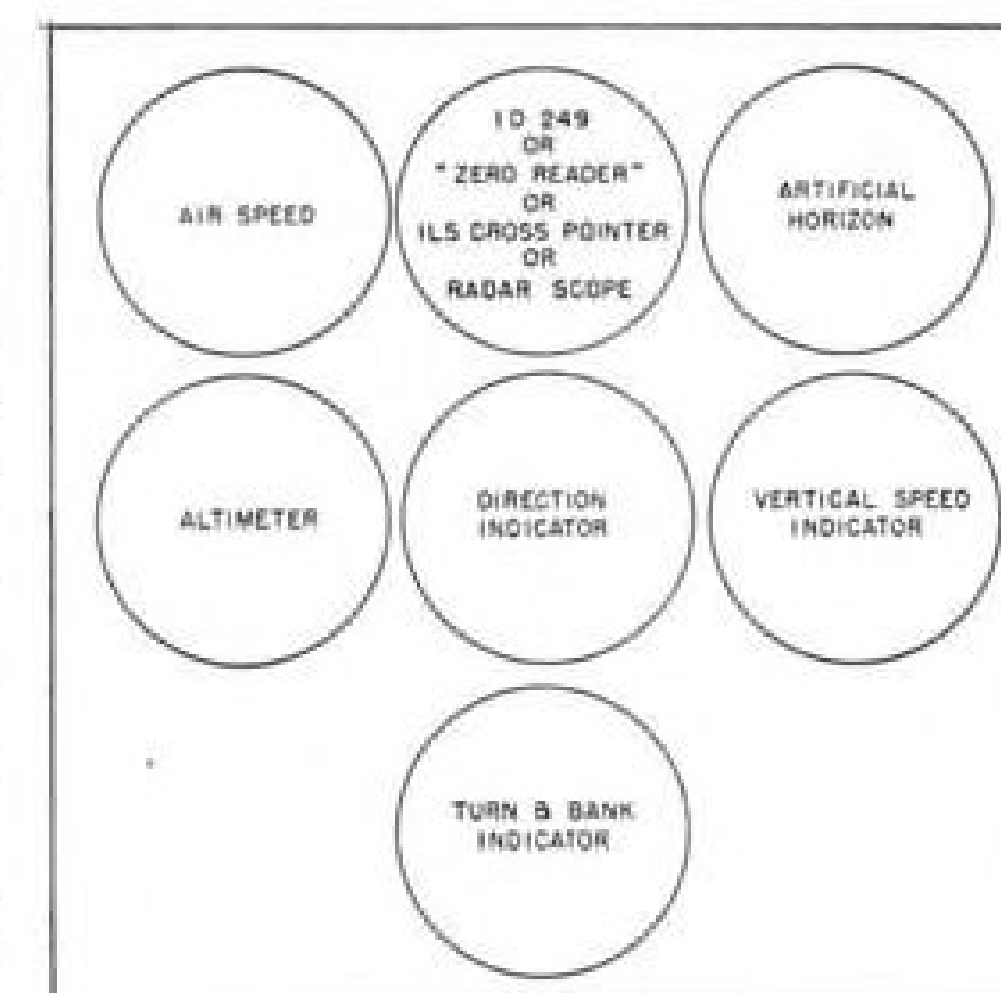 AIR SPEED
ID 249
OR
"ZERO READER"
OR
ILS CROSS POINTER
OR
RADAR SCOPE
ARTIFICIAL
HORIZON
ALTIMETER
DIRECTION
INDICATOR
VERTICAL SPEED
INDICATOR
TURN & BANK
INDICATOR